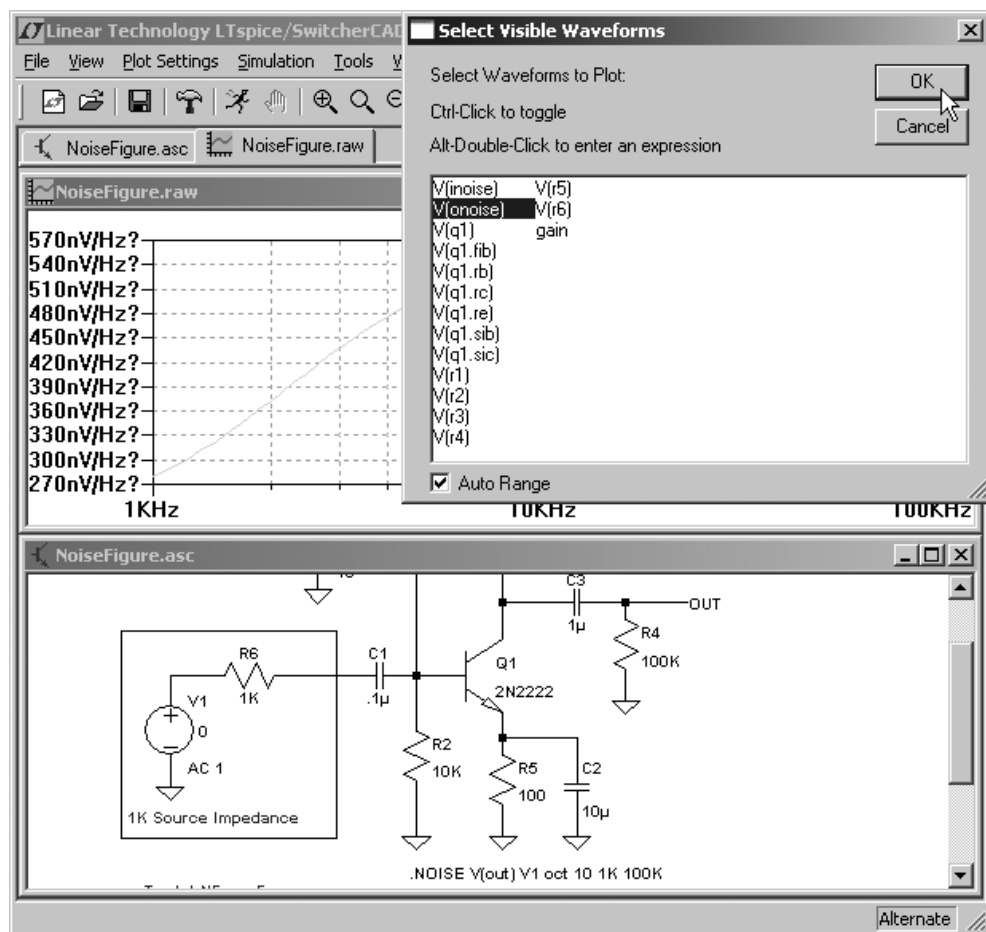 Linear Technology LTspice/SwitcherCAD
File View Plot Settings Simulation Tools
NoiseFigure.asc NoiseFigure.raw
NoiseFigure.raw
570nV/Hz?
540nV/Hz?
510nV/Hz?
480nV/Hz?
450nV/Hz?
420nV/Hz?
390nV/Hz?
360nV/Hz?
330nV/Hz?
300nV/Hz?
270nV/Hz?
1KHz 10KHz 100KHz
Select Visible Waveforms
Select Waveforms to Plot:
Ctrl-Click to toggle
Alt-Double-Click to enter an expression
OK
Cancel
V(inoise) V(r5)
V(onoise) V(r6)
V(q1) gain
V(q1.fib)
V(q1.rb)
V(q1.rc)
V(q1.re)
V(q1.sib)
V(q1.sic)
V(r1)
V(r2)
V(r3)
V(r4)
Auto Range
NoiseFigure.asc
C3
1µ
OUT
R4
100K
R6
1K
C1
.1µ
Q1
2N2222
V1
0
AC 1
R2
10K
R5
100
C2
10µ
1K Source Impedance
.NOISE V(out) V1 oct 10 1K 100K
Alternate